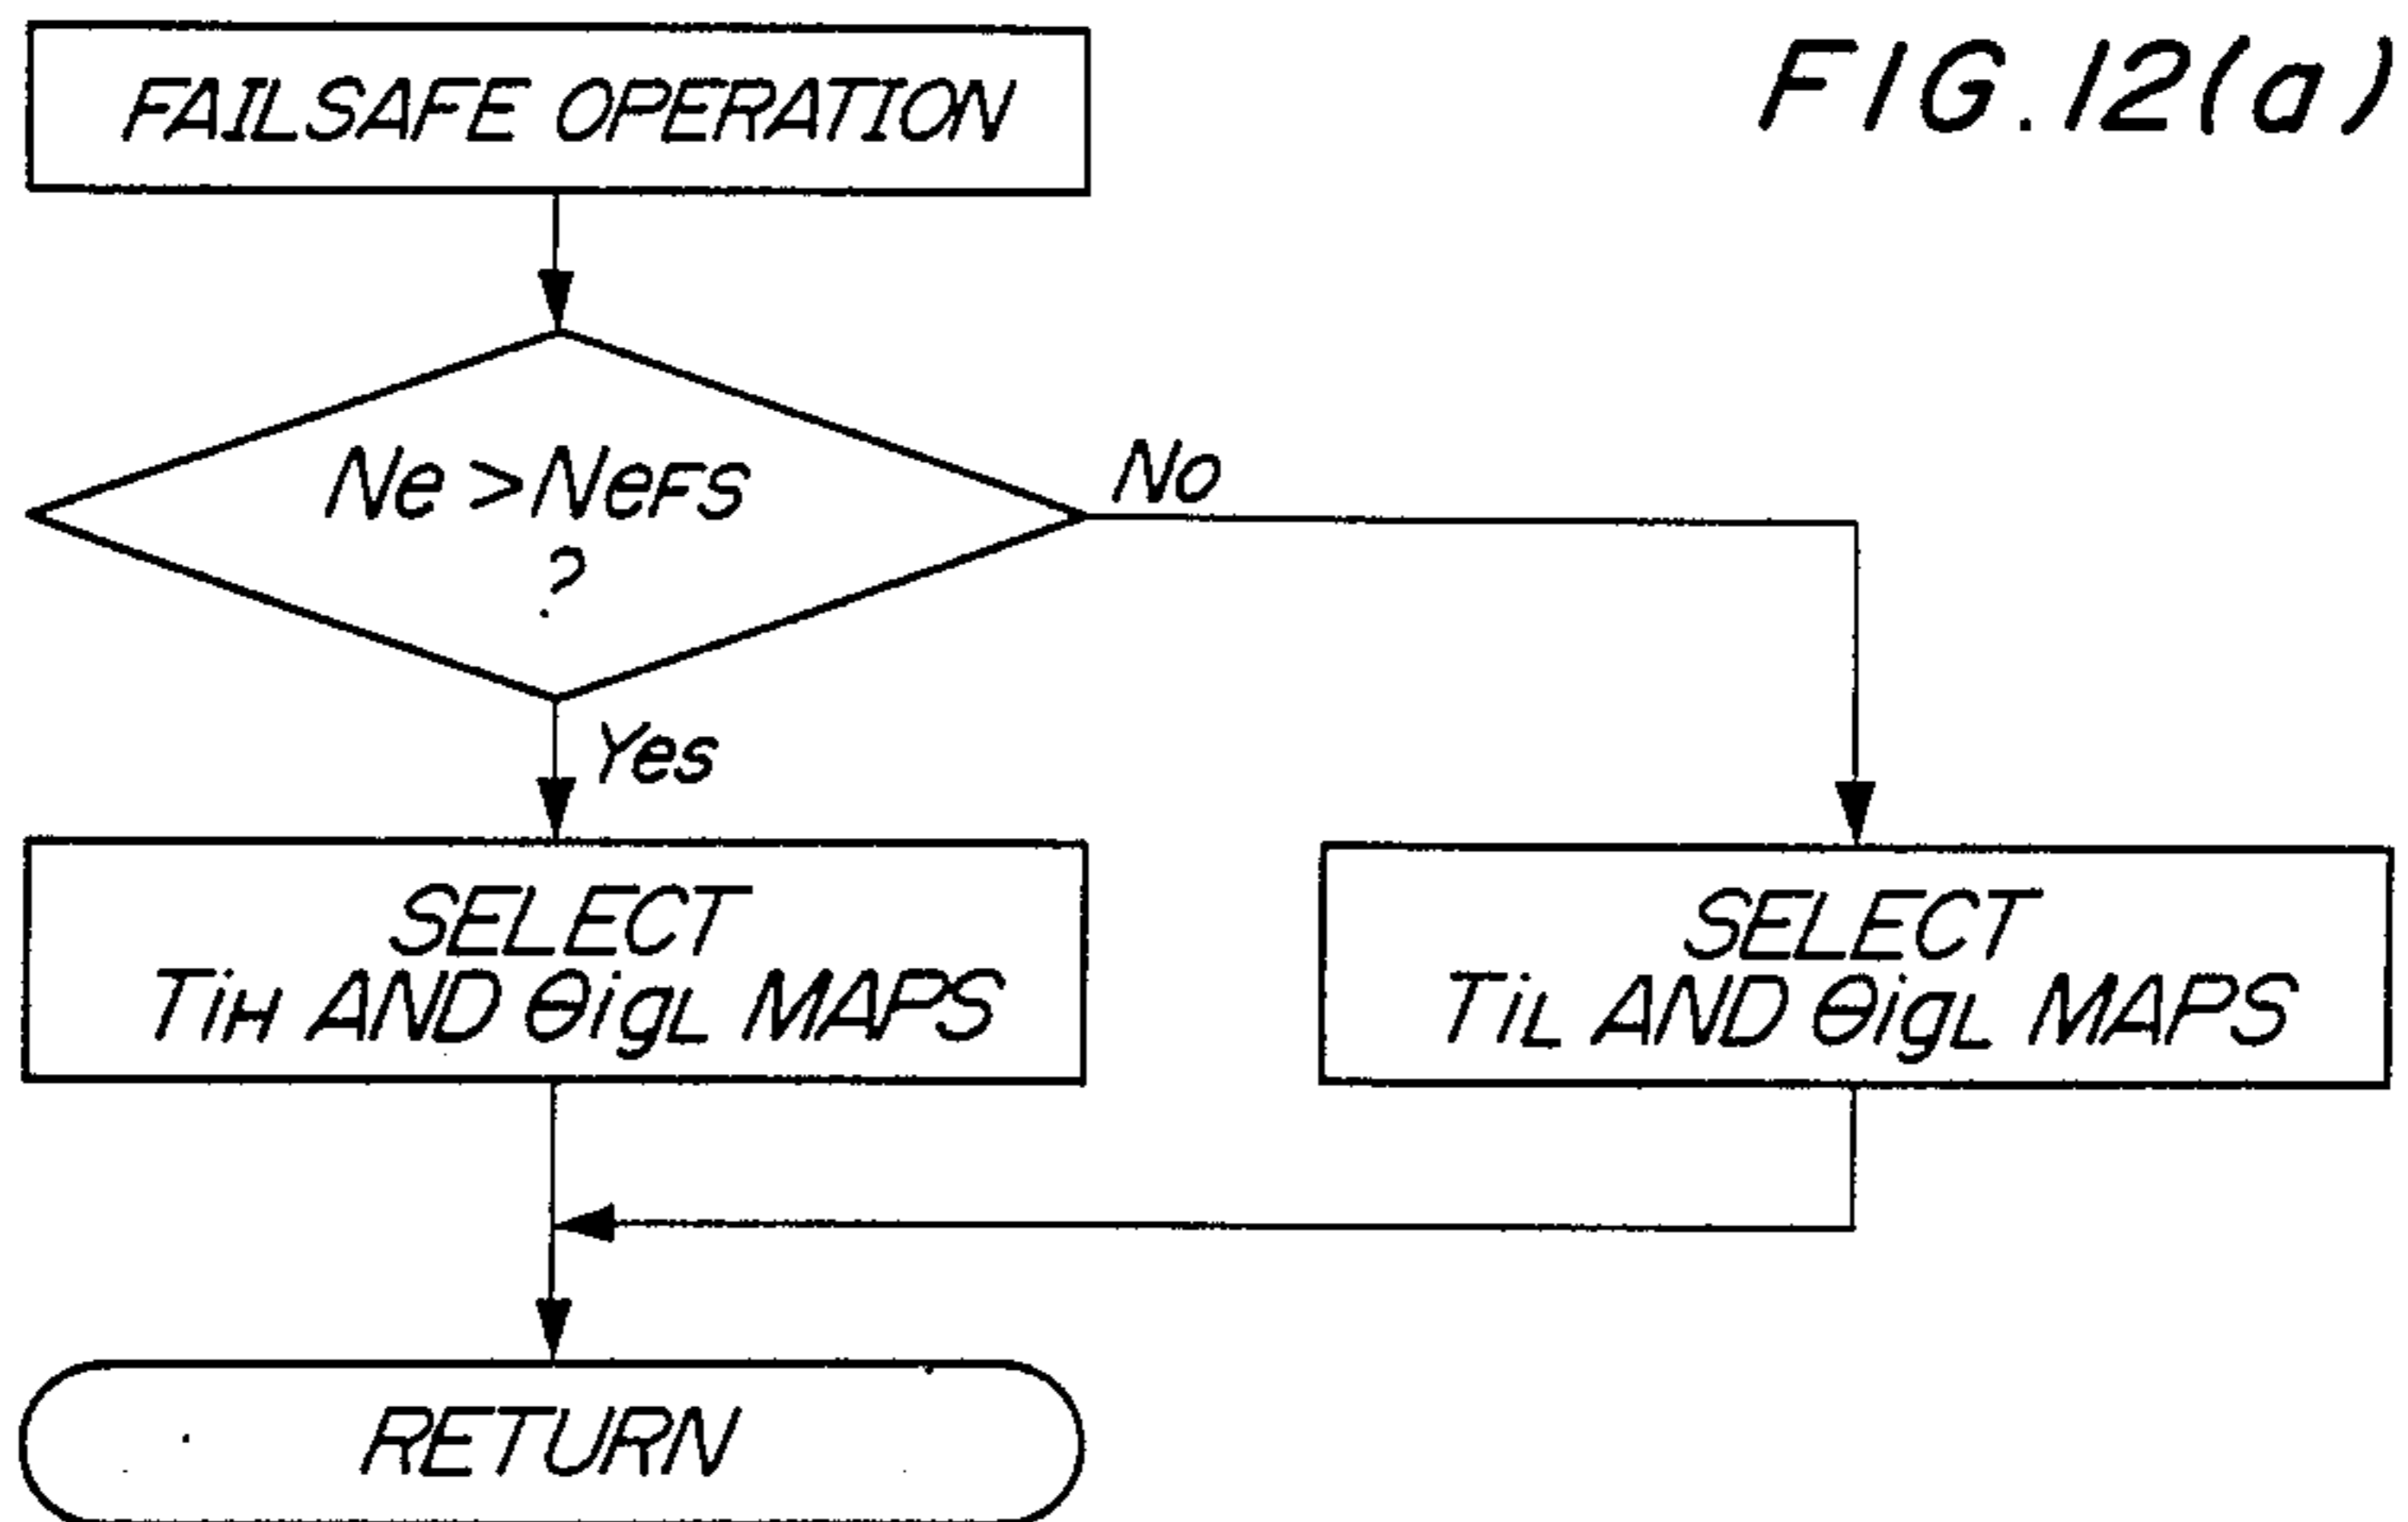 FIG.12(a)
FAILSAFE OPERATION
Ne>NeFS
?
No
Yes
SELECT
TiH AND θigL MAPS
SELECT
TiL AND θigL MAPS
RETURN